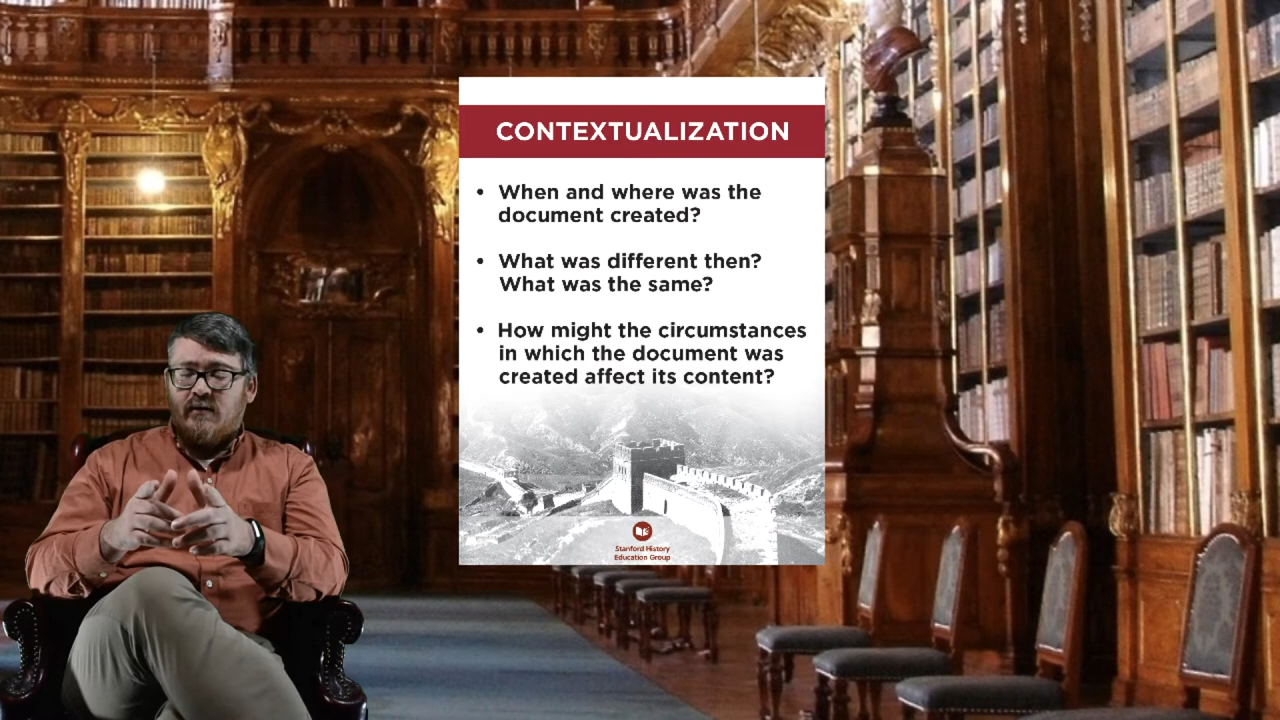 CONTEXTUALIZATION
• When and where was the
document created?
• What was different then?
What was the same?
• How might the circumstances
in which the document was
created affect its content?
Stanford History
Education Group